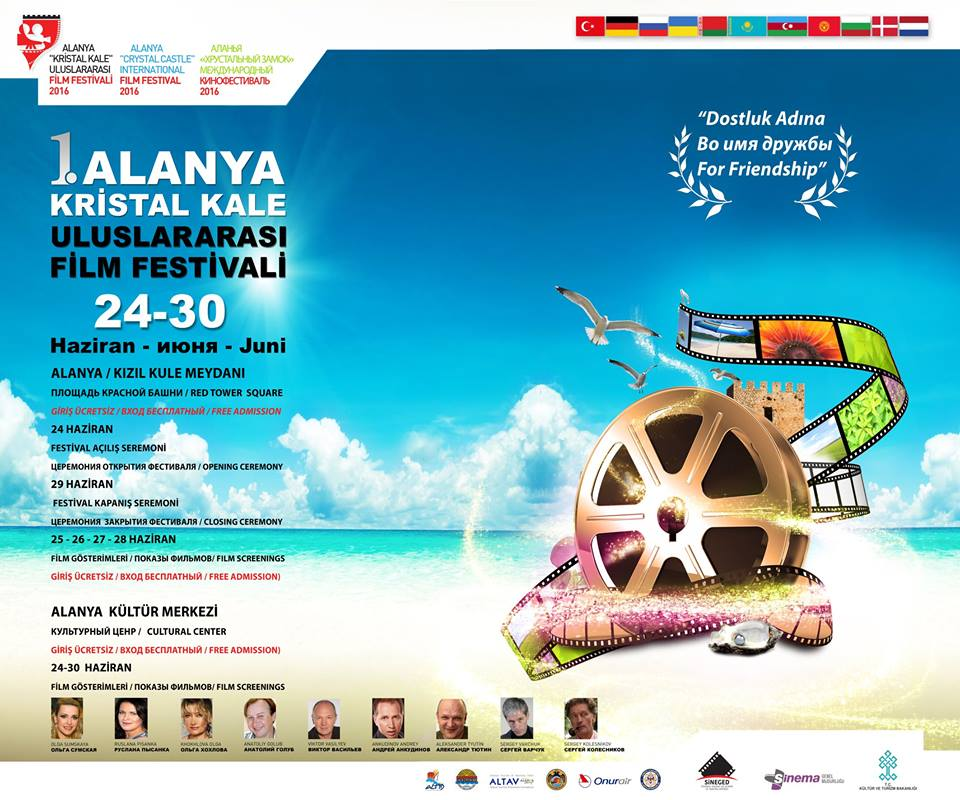 ALANYA
"KRİSTAL KALE"
ULUSLARARASI
FİLM FESTİVALİ
2016
ALANYA
"CRYSTAL CASTLE"
INTERNATIONAL
FILM FESTIVAL
2016
АЛАНЬЯ
«ХРУСТАЛЬНЫЙ ЗАМОК»
МЕЖДУНАРОДНЫЙ
КИНОФЕСТИВАЛЬ
2016
"Dostluk Adına
Во имя дружбы
For Friendship"
1.ALANYA
KRİSTAL KALE
ULUSLARARASI
FİLM FESTİVALİ
24-30
Haziran - июня - Juni
ALANYA / KIZIL KULE MEYDANI
ПЛОЩАДЬ КРАСНОЙ БАШНИ / RED TOWER SQUARE
GİRİŞ ÜCRETSİZ / ВХОД БЕСПЛАТНЫЙ / FREE ADMISSION
24 HAZİRAN
FESTİVAL AÇILIŞ SEREMONİ
ЦЕРЕМОНИЯ ОТКРЫТИЯ ФЕСТИВАЛЯ / OPENING CEREMONY
29 HAZİRAN
FESTİVAL KAPANIŞ SEREMONİ
ЦЕРЕМОНИЯ ЗАКРЫТИЯ ФЕСТИВАЛЯ / CLOSING CEREMONY
25 - 26 - 27 - 28 HAZİRAN
FİLM GÖSTERİMLERİ / ПОКАЗЫ ФИЛЬМОВ/ FILM SCREENINGS
GİRİŞ ÜCRETSİZ / ВХОД БЕСПЛАТНЫЙ / FREE ADMISSION)
ALANYA KÜLTÜR MERKEZİ
КУЛЬТУРНЫЙ ЦЕНР / CULTURAL CENTER
GİRİŞ ÜCRETSİZ / ВХОД БЕСПЛАТНЫЙ / FREE ADMISSION)
24-30 HAZİRAN
FİLM GÖSTERİMLERİ / ПОКАЗЫ ФИЛЬМОВ/ FILM SCREENINGS
OLGA SUMSKAYA
ОЛЬГА СУМСКАЯ
RUSLANA PISANKA
РУСЛАНА ПЫСАНКА
KHOKHLOVA OLGA
ОЛЬГА ХОХЛОВА
ANATOLIY GOLUB
АНАТОЛИЙ ГОЛУБ
VIKTOR VASILYEV
ВИКТОР ВАСИЛЬЕВ
ANKUDINOV ANDREY
АНДРЕЙ АНКУДИНОВ
ALEKSANDER TYUTIN
АЛЕКСАНДР ТЮТИН
SERGEY VARCHUK
СЕРГЕЙ ВАРЧУК
SERGEY KOLESNIKOV
СЕРГЕЙ КОЛЕСНИКОВ
ALTAV
Onurair
SİNEGED
Sinema GENEL MÜDÜRLÜĞÜ
T.C.
KÜLTÜR VE TURİZM BAKANLIĞI